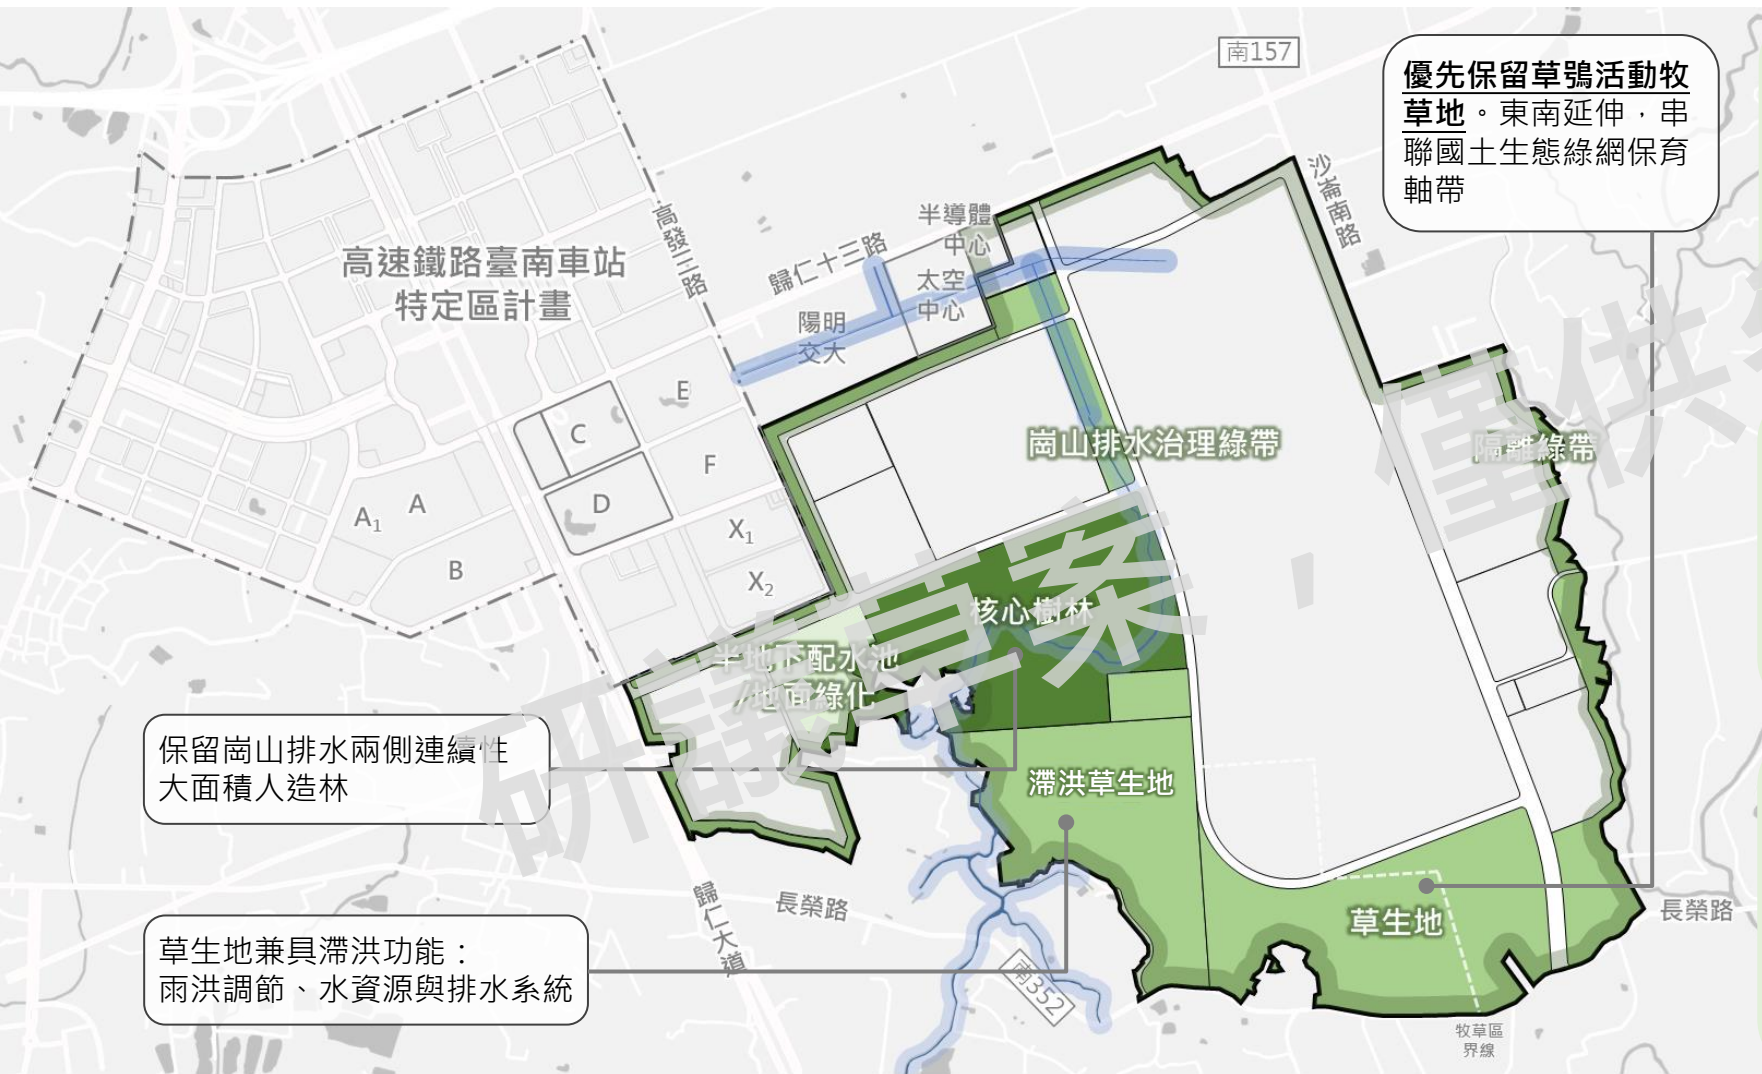 南157
優先保留草鴞活動牧
草地。東南延伸，串
聯國土生態綠網保育
軸帶
沙崙南路
高發三路
半導體
中心
歸仁十三路
高速鐵路臺南車站
特定區計畫
太空
中心
陽明
交大
E
C
F
崗山排水治理綠帶
隔離綠帶
A
D
A1
X1
B
X2
核心樹林
半地下配水池
/地面綠化
保留崗山排水兩側連續性
大面積人造林
滯洪草生地
歸仁大道
長榮路
草生地
長榮路
草生地兼具滯洪功能：
雨洪調節、水資源與排水系統
南352
牧草區
界線
研議草案，僅供